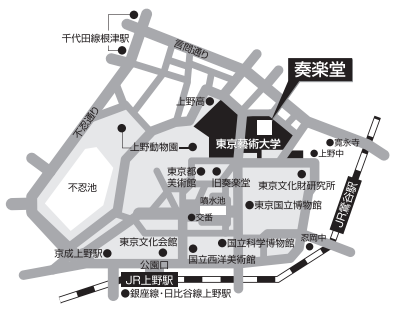 千代田線根津駅
言問通り
奏楽堂
不忍通り
上野高
上野動物園
東京藝術大学
寛永寺
上野中
東京都
美術館
旧奏楽堂
東京文化財研究所
不忍池
噴水池
東京国立博物館
JR鶯谷駅
交番
忍岡中
東京文化会館
国立科学博物館
京成上野駅
公園口
国立西洋美術館
JR上野駅
銀座線・日比谷線上野駅